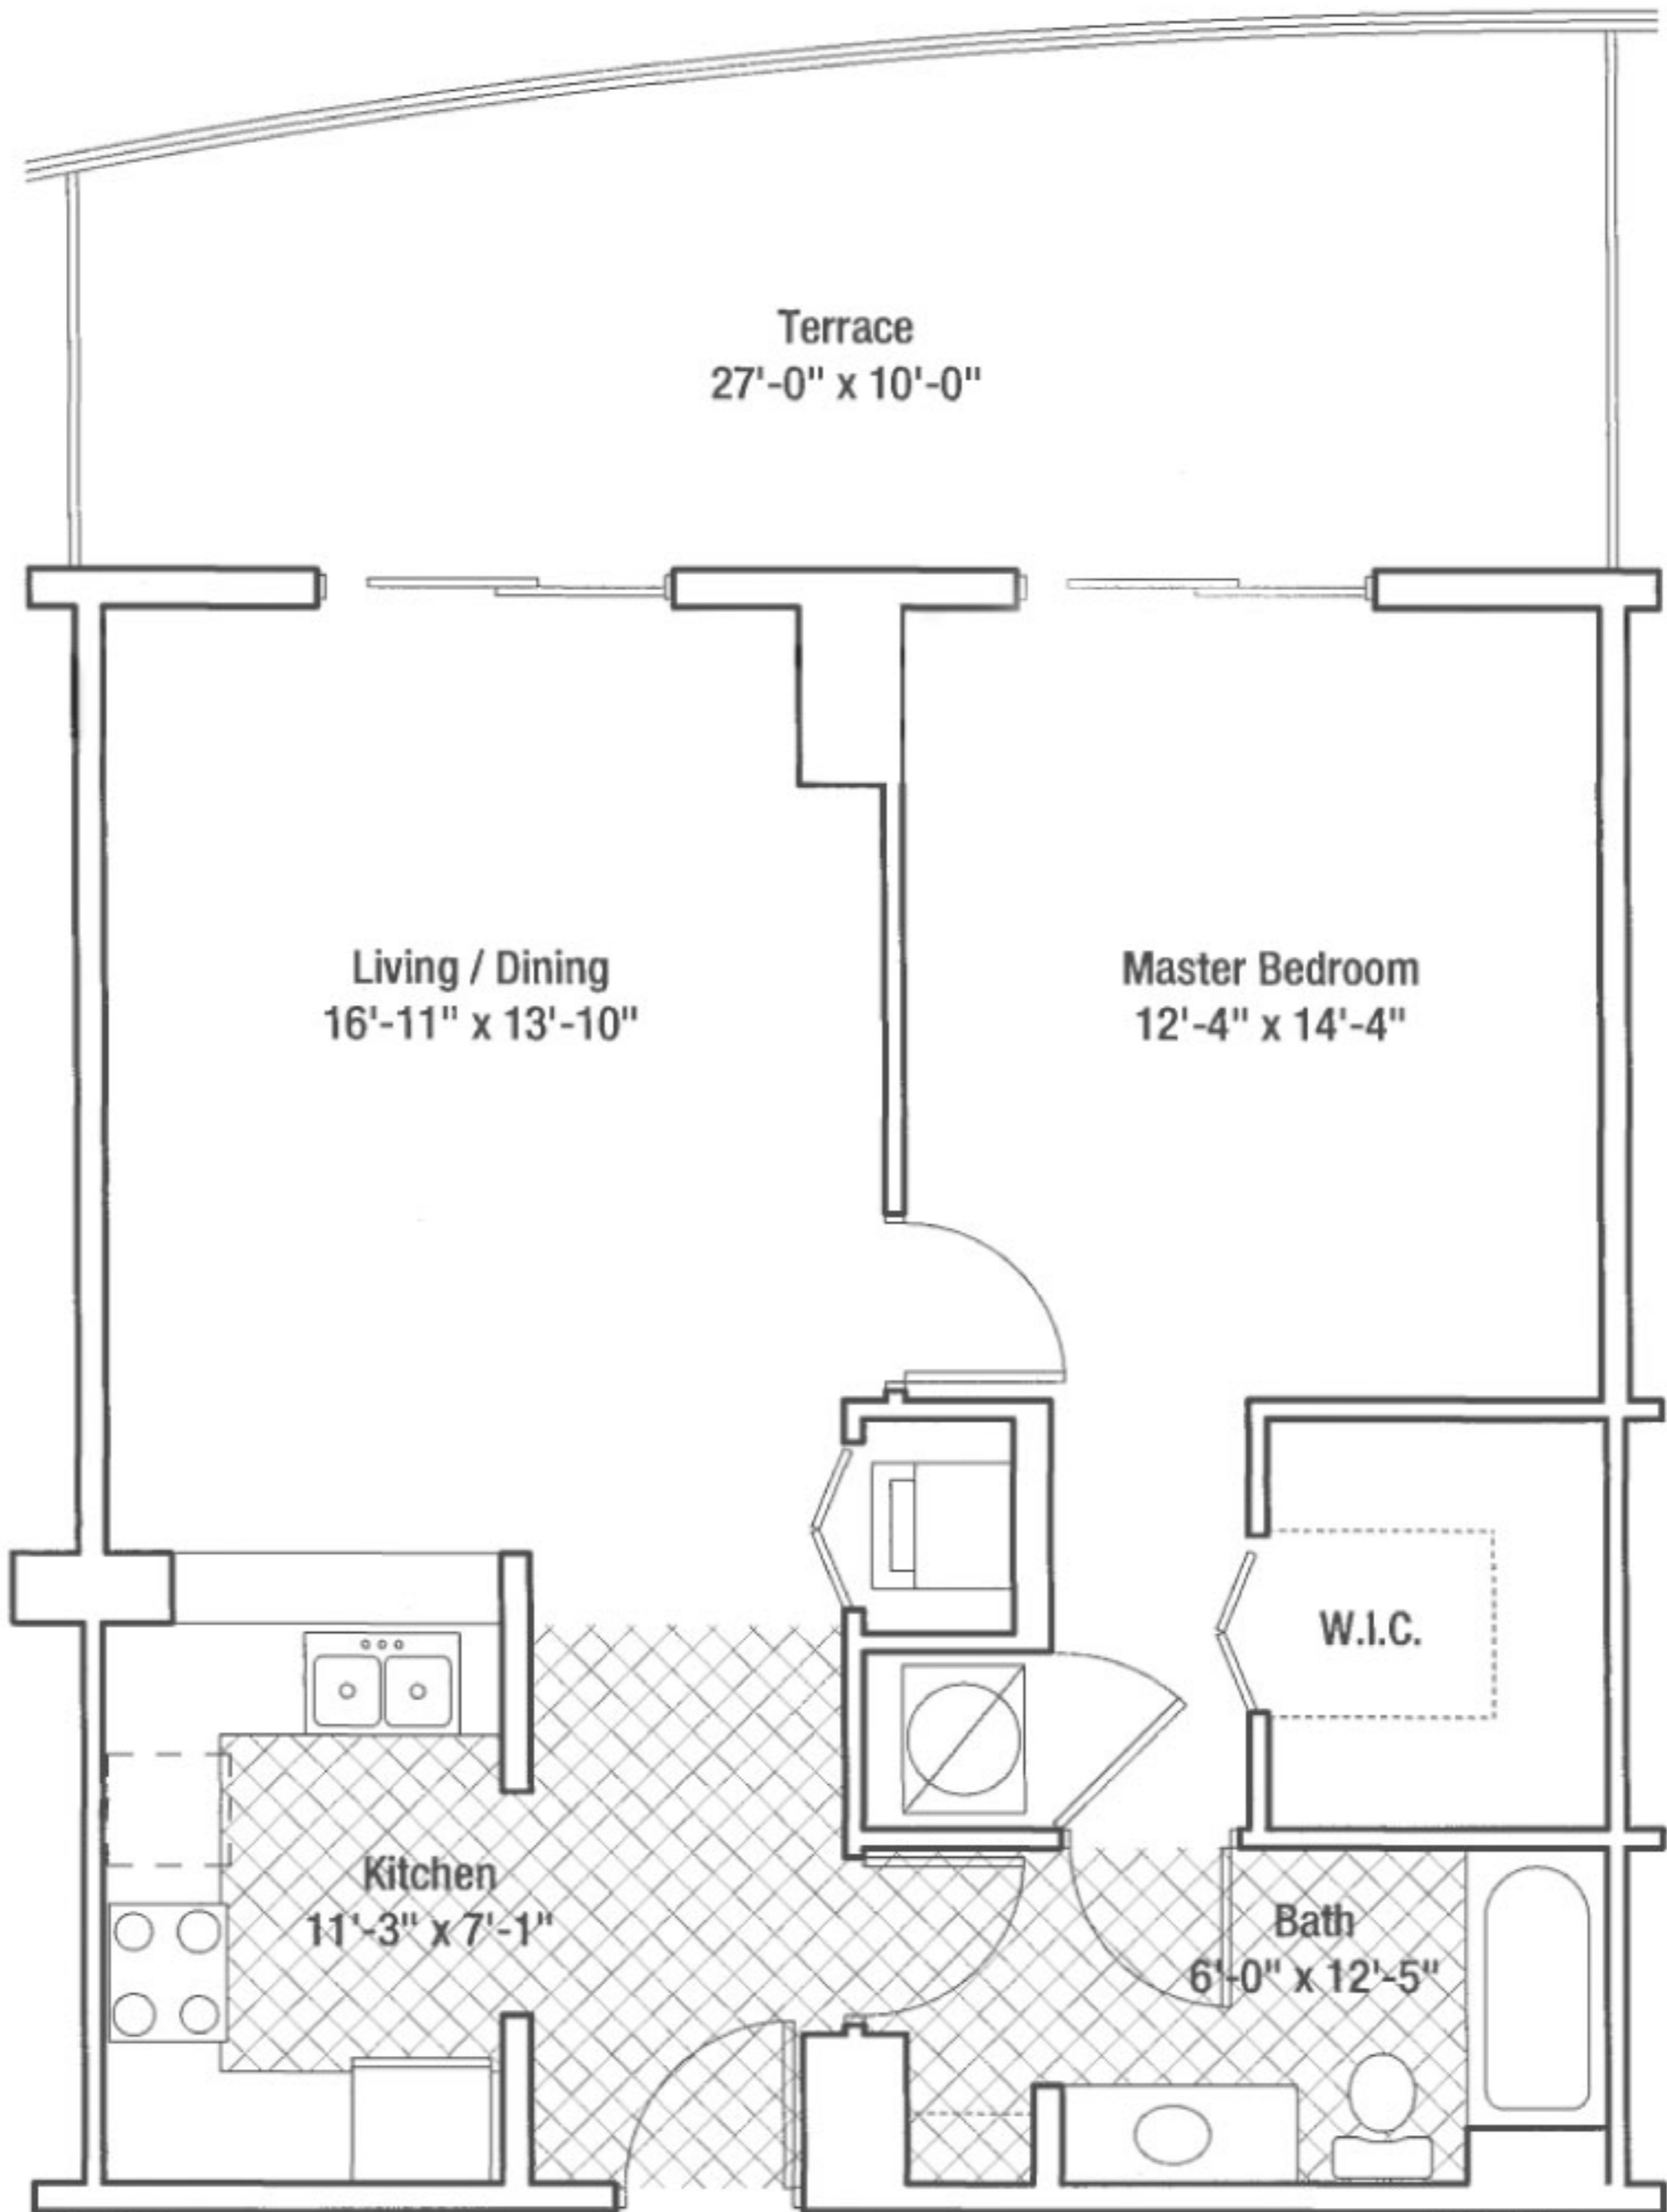 Terrace
27'-0" x 10'-0"
Living / Dining
16'-11" x 13'-10"
Master Bedroom
12'-4" x 14'-4"
W.I.C.
Kitchen
11'-3" x 7'-1"
Bath
6'-0" x 12'-5"